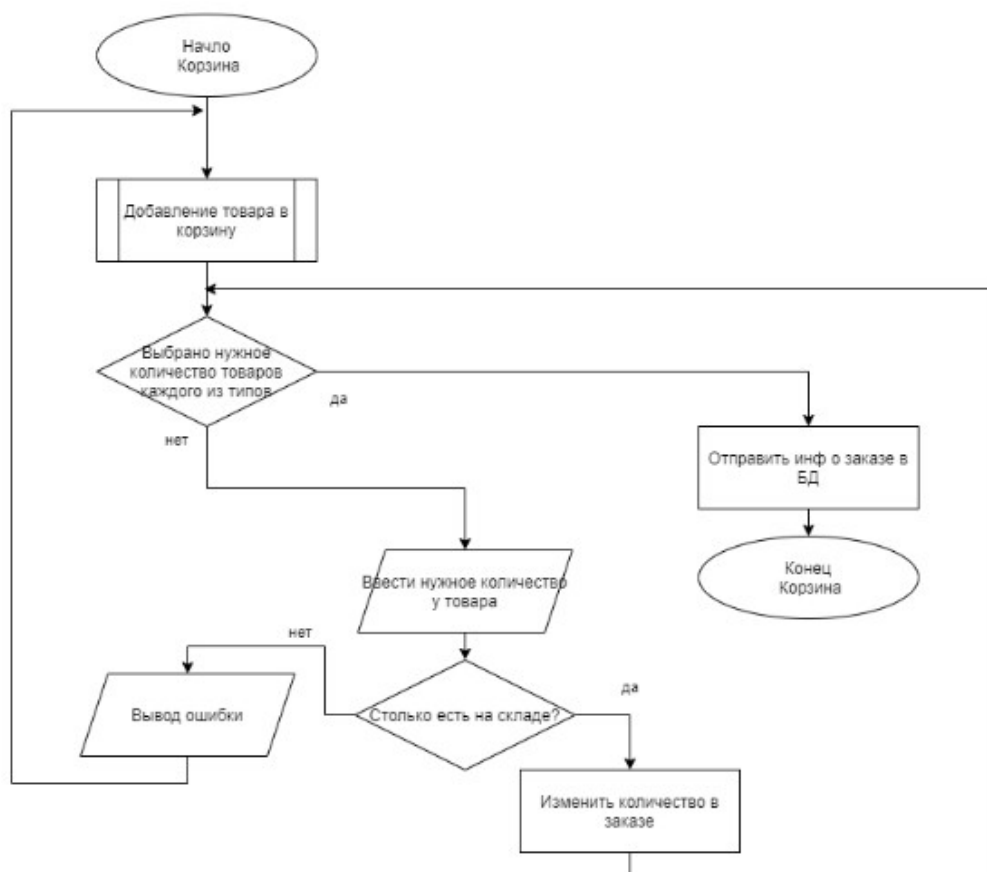 Начло
Корзина
Добавление товара в
корзину
Выбрано нужное
количество товаров
каждого из типов
да
нет
Отправить инф о заказе в
БД
Конец
Корзина
Ввести нужное количество
у товара
нет
Вывод ошибки
Столько есть на складе?
да
Изменить количество в
заказе